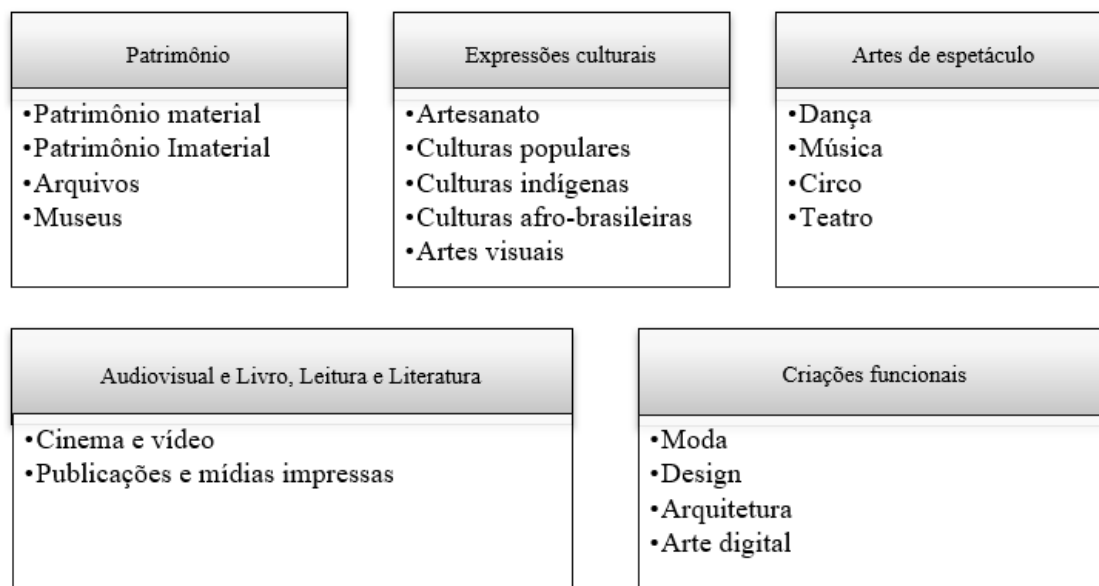 Patrimônio
•Patrimônio material
•Patrimônio Imaterial
•Arquivos
•Museus
Expressões culturais
•Artesanato
•Culturas populares
•Culturas indígenas
•Culturas afro-brasileiras
•Artes visuais
Artes de espetáculo
•Dança
•Música
•Circo
•Teatro
Audiovisual e Livro, Leitura e Literatura
•Cinema e vídeo
•Publicações e mídias impressas
Criações funcionais
•Moda
•Design
•Arquitetura
•Arte digital